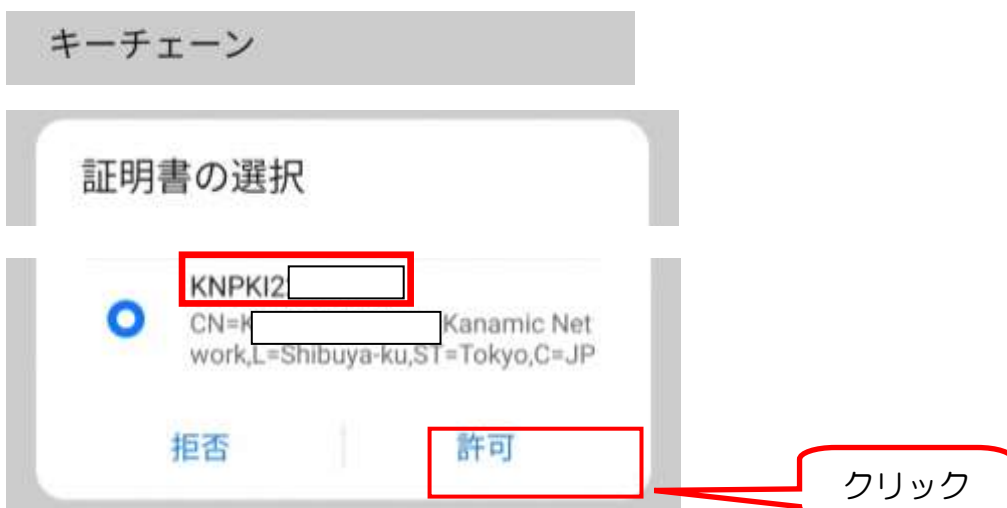 キーチェーン
証明書の選択
KNPKI2
CN=K Kanamic Net
work,L=Shibuya-ku,ST=Tokyo,C=JP
拒否 許可
クリック